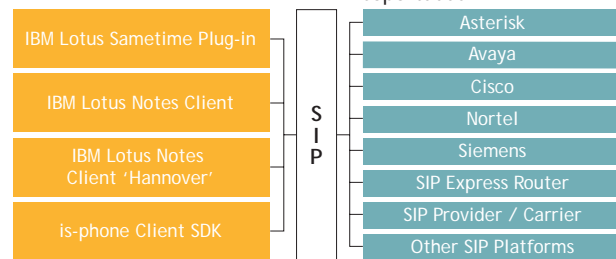 IBM Lotus Sametime Plug-in
IBM Lotus Notes Client
IBM Lotus Notes
Client ‘Hannover’
is-phone Client SDK
S
I
P
Asterisk
Avaya
Cisco
Nortel
Siemens
SIP Express Router
SIP Provider / Carrier
Other SIP Platforms